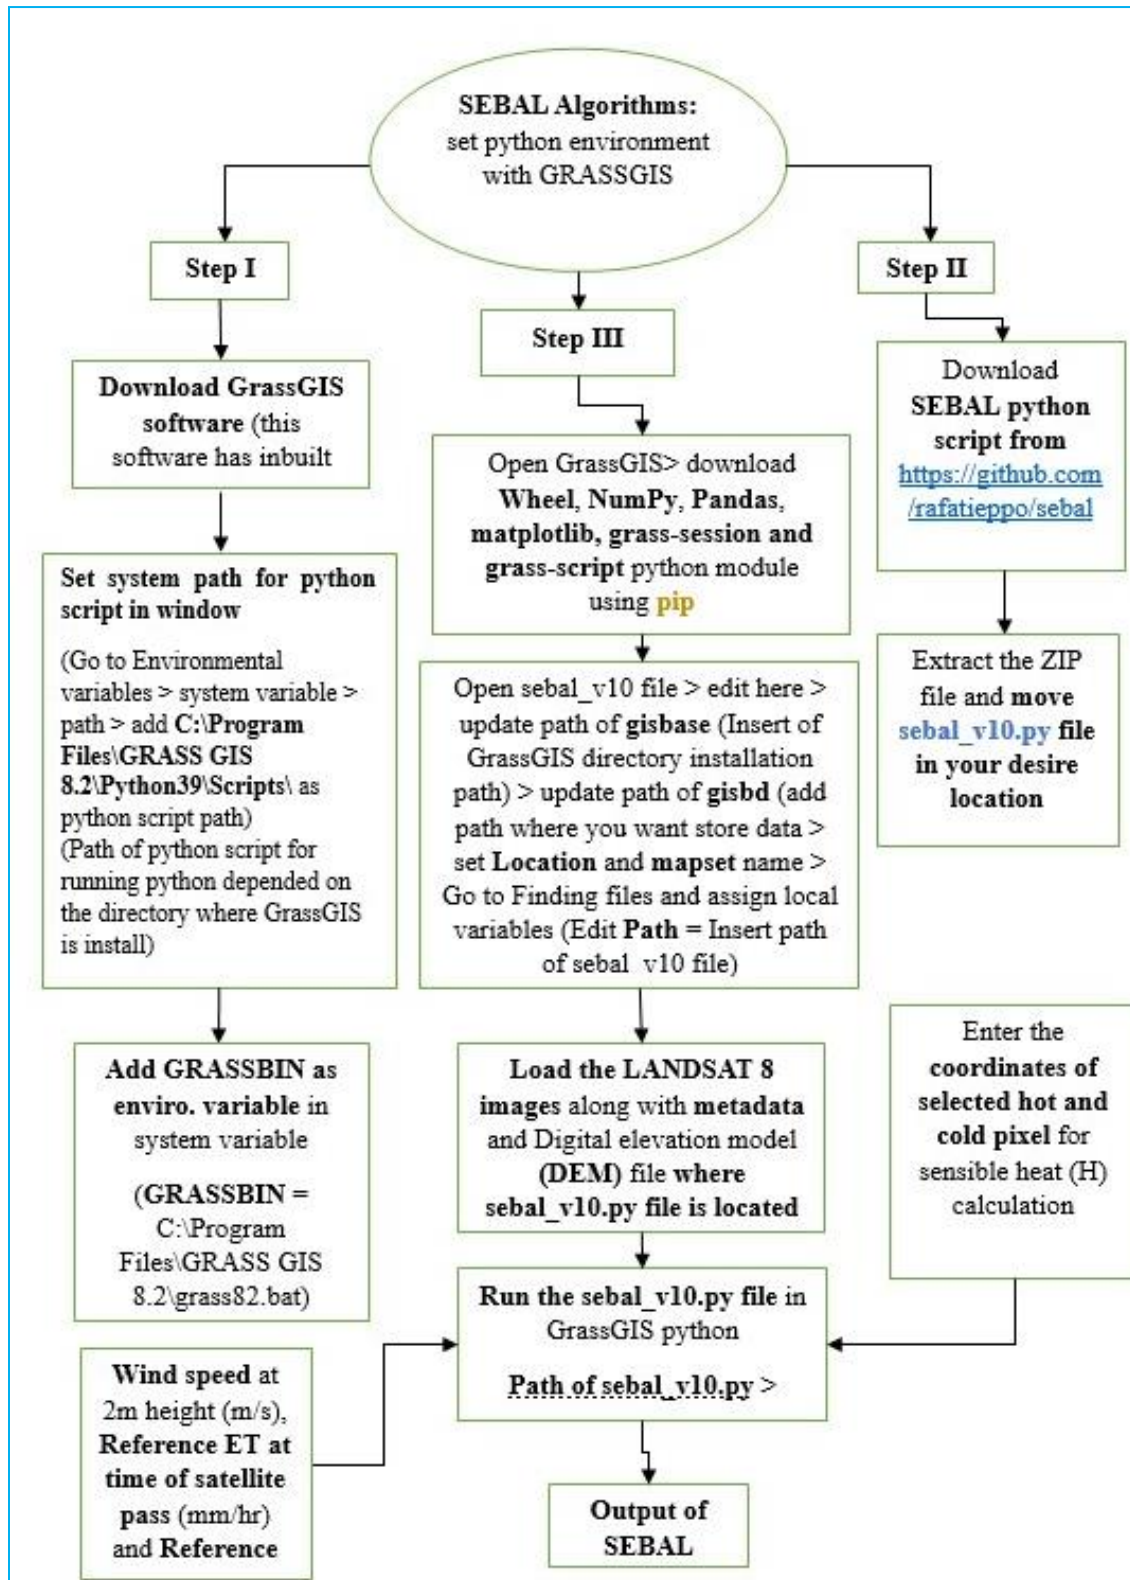 SEBAL Algorithms:
set python environment
with GRASSGIS
Step I
Download GrassGIS
software (this
software has inbuilt
Set system path for python
script in window
(Go to Environmental
variables > system variable >
path > add C:\Program
Files\GRASS GIS
8.2\Python39\Scripts\ as
python script path)
(Path of python script for
running python depended on
the directory where GrassGIS
is install)
Add GRASSBIN as
enviro. variable in
system variable
(GRASSBIN =
C:\Program
Files\GRASS GIS
8.2\grass82.bat)
Wind speed at
2m height (m/s),
Reference ET at
time of satellite
pass (mm/hr)
and Reference
Step III
Open GrassGIS> download
Wheel, NumPy, Pandas,
matplotlib, grass-session and
grass-script python module
using pip
Open sebal_v10 file > edit here >
update path of gisbase (Insert of
GrassGIS directory installation
path) > update path of gisbd (add
path where you want store data >
set Location and mapset name >
Go to Finding files and assign local
variables (Edit Path = Insert path
of sebal_v10 file)
Load the LANDSAT 8
images along with metadata
and Digital elevation model
(DEM) file where
sebal_v10.py file is located
Run the sebal_v10.py file in
GrassGIS python
Path of sebal_v10.py >
Output of
SEBAL
Step II
Download
SEBAL python
script from
https://github.com
/rafatieppo/sebal
Extract the ZIP
file and move
sebal_v10.py file
in your desire
location
Enter the
coordinates of
selected hot and
cold pixel for
sensible heat (H)
calculation